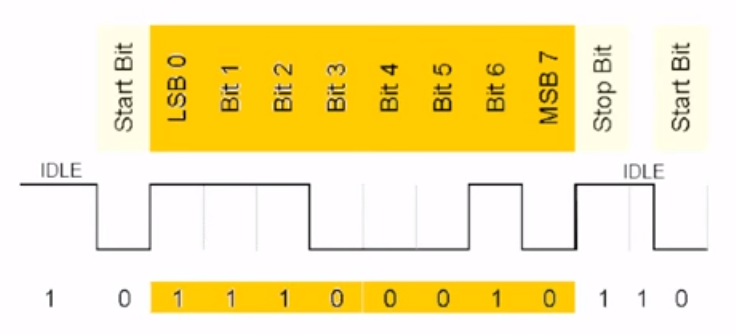 Start Bit LSB 0 Bit 1 Bit 2 Bit 3 Bit 4 Bit 5 Bit 6 MSB 7 Stop Bit Start Bit
IDLE IDLE
1 0 1 1 1 0 0 0 1 0 1 1 0